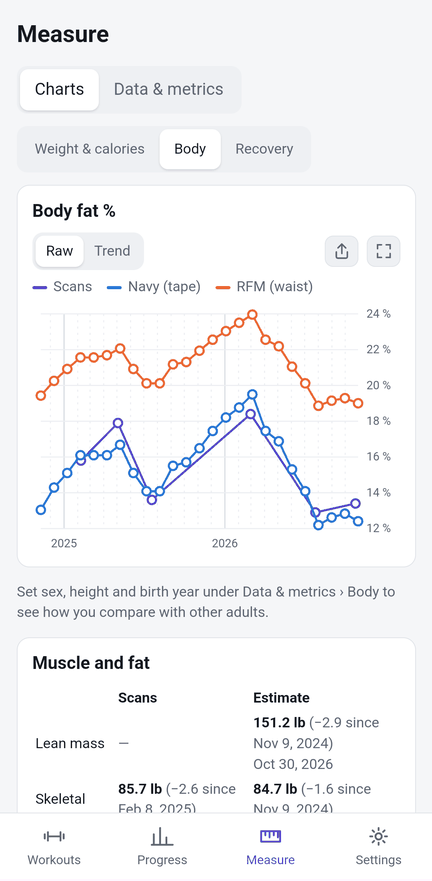 Measure
Charts
Data & metrics
Weight & calories
Body
Recovery
Body fat %
Raw
Trend
Scans
Navy (tape)
RFM (waist)
24 %
22 %
20 %
18 %
16 %
14 %
12 %
2025
2026
Set sex, height and birth year under Data & metrics › Body to
see how you compare with other adults.
Muscle and fat
Scans
Estimate
Lean mass
—
151.2 lb (−2.9 since
Nov 9, 2024)
Oct 30, 2026
Skeletal
85.7 lb (−2.6 since
Feb 8, 2025)
84.7 lb (−1.6 since
Nov 9, 2024)
Workouts
Progress
Measure
Settings